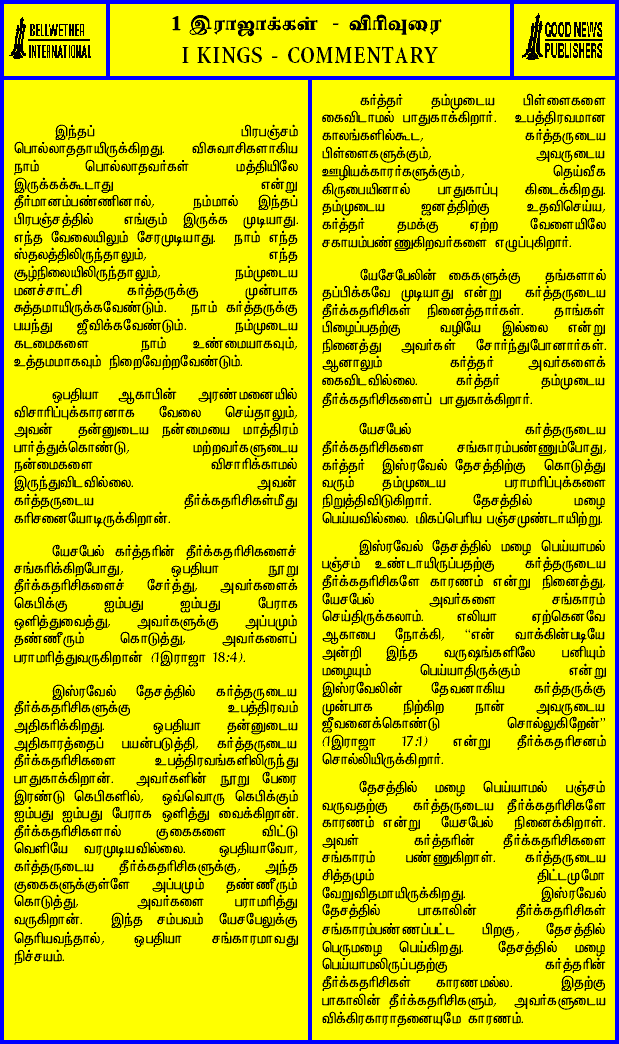 BELLWETHER
INTERNATIONAL
1 இராஜாக்கள் - விரிவுரை
I KINGS - COMMENTARY
GOOD NEWS
PUBLISHERS
இந்தப் பிரபஞ்சம்
பொல்லாததாயிருக்கிறது. விசுவாசிகளாகிய
நாம் பொல்லாதவர்கள் மத்தியிலே
இருக்கக்கூடாது என்று
தீர்மானம்பண்ணினால், நம்மால் இந்தப்
பிரபஞ்சத்தில் எங்கும் இருக்க முடியாது.
எந்த வேலையிலும் சேரமுடியாது. நாம் எந்த
ஸ்தலத்திலிருந்தாலும், எந்த
சூழ்நிலையிலிருந்தாலும், நம்முடைய
மனச்சாட்சி கர்த்தருக்கு முன்பாக
சுத்தமாயிருக்கவேண்டும். நாம் கர்த்தருக்கு
பயந்து ஜீவிக்கவேண்டும். நம்முடைய
கடமைகளை நாம் உண்மையாகவும்,
உத்தமமாகவும் நிறைவேற்றவேண்டும்.
ஒபதியா ஆகாபின் அரண்மனையில்
விசாரிப்புக்காரனாக வேலை செய்தாலும்,
அவன் தன்னுடைய நன்மையை மாத்திரம்
பார்த்துக்கொண்டு, மற்றவர்களுடைய
நன்மைகளை விசாரிக்காமல்
இருந்துவிடவில்லை. அவன்
கர்த்தருடைய தீர்க்கதரிசிகள்மீது
கரிசனையோடிருக்கிறான்.
யேசபேல் கர்த்தரின் தீர்க்கதரிசிகளைச்
சங்கரிக்கிறபோது, ஒபதியா நூறு
தீர்க்கதரிசிகளைச் சேர்த்து, அவர்களைக்
கெபிக்கு ஐம்பது ஐம்பது பேராக
ஒளித்துவைத்து, அவர்களுக்கு அப்பமும்
தண்ணீரும் கொடுத்து, அவர்களைப்
பராமரித்துவருகிறான் (1இராஜா 18:4).
இஸ்ரவேல் தேசத்தில் கர்த்தருடைய
தீர்க்கதரிசிகளுக்கு உபத்திரவம்
அதிகரிக்கிறது. ஒபதியா தன்னுடைய
அதிகாரத்தைப் பயன்படுத்தி, கர்த்தருடைய
தீர்க்கதரிசிகளை உபத்திரவங்களிலிருந்து
பாதுகாக்கிறான். அவர்களின் நூறு பேரை
இரண்டு கெபிகளில், ஒவ்வொரு கெபிக்கும்
ஐம்பது ஐம்பது பேராக ஒளித்து வைக்கிறான்.
தீர்க்கதரிசிகளால் குகைகளை விட்டு
வெளியே வரமுடியவில்லை. ஒபதியாவோ,
கர்த்தருடைய தீர்க்கதரிசிகளுக்கு, அந்த
குகைகளுக்குள்ளே அப்பமும் தண்ணீரும்
கொடுத்து, அவர்களை பராமரித்து
வருகிறான். இந்த சம்பவம் யேசபேலுக்கு
தெரியவந்தால், ஒபதியா சங்காரமாவது
நிச்சயம்.
கர்த்தர் தம்முடைய பிள்ளைகளை
கைவிடாமல் பாதுகாக்கிறார். உபத்திரவமான
காலங்களில்கூட, கர்த்தருடைய
பிள்ளைகளுக்கும், அவருடைய
ஊழியக்காரர்களுக்கும், தெய்வீக
கிருபையினால் பாதுகாப்பு கிடைக்கிறது.
தம்முடைய ஜனத்திற்கு உதவிசெய்ய,
கர்த்தர் தமக்கு ஏற்ற வேளையிலே
சகாயம்பண்ணுகிறவர்களை எழுப்புகிறார்.
யேசேபேலின் கைகளுக்கு தங்களால்
தப்பிக்கவே முடியாது என்று கர்த்தருடைய
தீர்க்கதரிசிகள் நினைத்தார்கள். தாங்கள்
பிழைப்பதற்கு வழியே இல்லை என்று
நினைத்து அவர்கள் சோர்ந்துபோனார்கள்.
ஆனாலும் கர்த்தர் அவர்களைக்
கைவிடவில்லை. கர்த்தர் தம்முடைய
தீர்க்கதரிசிகளைப் பாதுகாக்கிறார்.
யேசபேல் கர்த்தருடைய
தீர்க்கதரிசிகளை சங்காரம்பண்ணும்போது,
கர்த்தர் இஸ்ரவேல் தேசத்திற்கு கொடுத்து
வரும் தம்முடைய பராமரிப்புக்களை
நிறுத்திவிடுகிறார். தேசத்தில் மழை
பெய்யவில்லை. மிகப்பெரிய பஞ்சமுண்டாயிற்று.
இஸ்ரவேல் தேசத்தில் மழை பெய்யாமல்
பஞ்சம் உண்டாயிருப்பதற்கு கர்த்தருடைய
தீர்க்கதரிசிகளே காரணம் என்று நினைத்து,
யேசபேல் அவர்களை சங்காரம்
செய்திருக்கலாம். எலியா ஏற்கெனவே
ஆகாபை நோக்கி, “என் வாக்கின்படியே
அன்றி இந்த வருஷங்களிலே பனியும்
மழையும் பெய்யாதிருக்கும் என்று
இஸ்ரவேலின் தேவனாகிய கர்த்தருக்கு
முன்பாக நிற்கிற நான் அவருடைய
ஜீவனைக்கொண்டு சொல்லுகிறேன்”
(1இராஜா 17:1) என்று தீர்க்கதரிசனம்
சொல்லியிருக்கிறார்.
தேசத்தில் மழை பெய்யாமல் பஞ்சம்
வருவதற்கு கர்த்தருடைய தீர்க்கதரிசிகளே
காரணம் என்று யேசபேல் நினைக்கிறாள்.
அவள் கர்த்தரின் தீர்க்கதரிசிகளை
சங்காரம் பண்ணுகிறாள். கர்த்தருடைய
சித்தமும் திட்டமுமோ
வேறுவிதமாயிருக்கிறது. இஸ்ரவேல்
தேசத்தில் பாகாலின் தீர்க்கதரிசிகள்
சங்காரம்பண்ணப்பட்ட பிறகு, தேசத்தில்
பெருமழை பெய்கிறது. தேசத்தில் மழை
பெய்யாமலிருப்பதற்கு கர்த்தரின்
தீர்க்கதரிசிகள் காரணமல்ல. இதற்கு
பாகாலின் தீர்க்கதரிசிகளும், அவர்களுடைய
விக்கிரகாராதனையுமே காரணம்.